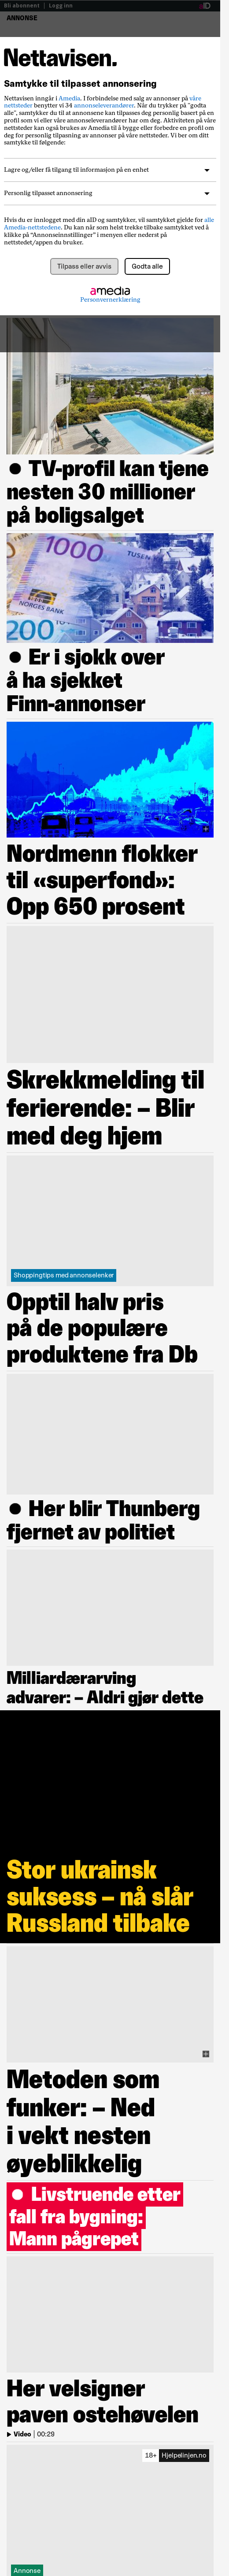 Bli abonnent | Logg inn
ANNONSE
Nettavisen.
Samtykke til tilpasset annonsering
Nettavisen inngår i Amedia. I forbindelse med salg av annonser på våre
nettsteder benytter vi 34 annonseleverandører. Når du trykker på "godta
alle", samtykker du til at annonsene kan tilpasses deg personlig basert på en
profil som vi eller våre annonseleverandører har om deg. Aktiviteten på dette
nettsteder kan også brukes av Amedia til å bygge eller forbedre en profil om
deg for personlig tilpasning av annonser på våre nettsteder. Vi ber om ditt
samtykke til følgende:
Lagre og/eller få tilgang til informasjon på en enhet
Personlig tilpasset annonsering
Hvis du er innlogget med din aID og samtykker, vil samtykket gjelde for alle
Amedia-nettstedene. Du kan når som helst trekke tilbake samtykket ved å
klikke på "Annonseinnstillinger" i menyen eller nederst på
nettstedet/appen du bruker.
Tilpass eller avvis
Godta alle
amedia
Personvernerklæring
TV-profil kan tjene
nesten 30 millioner
på boligsalget
1000
NORGES BANK
200
Er i sjokk over
å ha sjekket
Finn-annonser
Nordmenn flokker
til «superfond»:
Opp 650 prosent
Skrekkmelding til
ferierende: – Blir
med deg hjem
Shoppingtips med annonselenker
Opptil halv pris
på de populære
produktene fra Db
Her blir Thunberg
fjernet av politiet
Milliardærarving
advarer: – Aldri gjør dette
Stor ukrainsk
suksess – nå slår
Russland tilbake
Metoden som
funker: – Ned
i vekt nesten
øyeblikkelig
Livstruende etter
fall fra bygning:
Mann pågrepet
Her velsigner
paven ostehøvelen
Video | 00:29
18+ Hjelpelinjen.no
Annonse